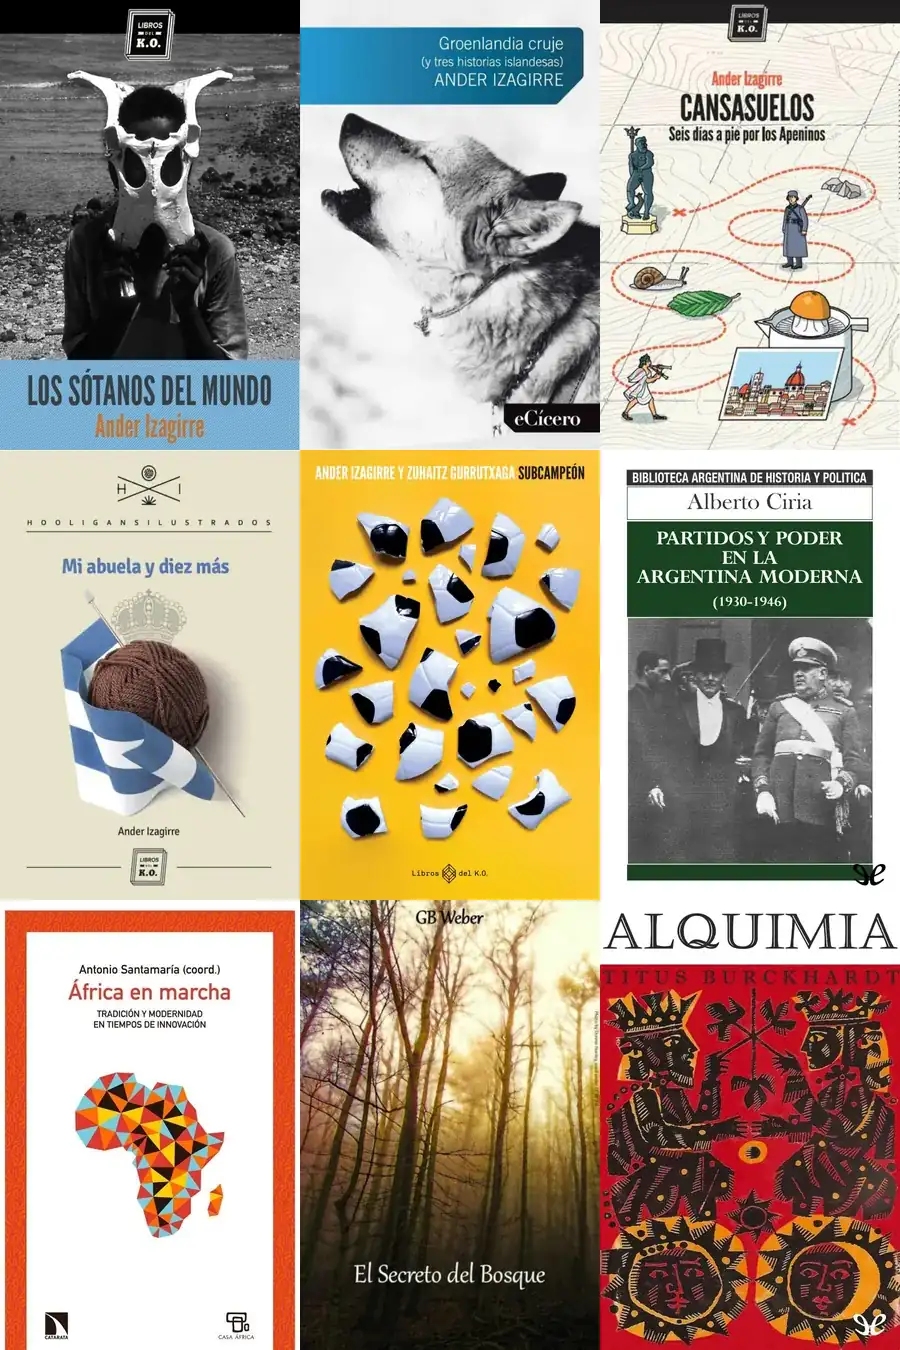 LIBROS
DEL
K.O.
LOS SÓTANOS DEL MUNDO
Ander Izagirre
Groenlandia cruje
(y tres historias islandesas)
ANDER IZAGIRRE
eCícero
LIBROS
DEL
K.O.
Ander Izagirre
CANSASUELOS
Seis días a pie por los Apeninos
H I
HOOLIGANSILUSTRADOS
Mi abuela y diez más
Ander Izagirre
LIBROS
DEL
K.O.
ANDER IZAGIRRE Y ZUHAITZ GURRUTXAGA SUBCAMPEÓN
Libros del K.O.
BIBLIOTECA ARGENTINA DE HISTORIA Y POLITICA
Alberto Ciria
PARTIDOS Y PODER
EN LA
ARGENTINA MODERNA
(1930-1946)
Antonio Santamaría (coord.)
África en marcha
TRADICIÓN Y MODERNIDAD
EN TIEMPOS DE INNOVACIÓN
CATARATA
CASA ÁFRICA
GB Weber
El Secreto del Bosque
ALQUIMIA
TITUS BURCKHARDT